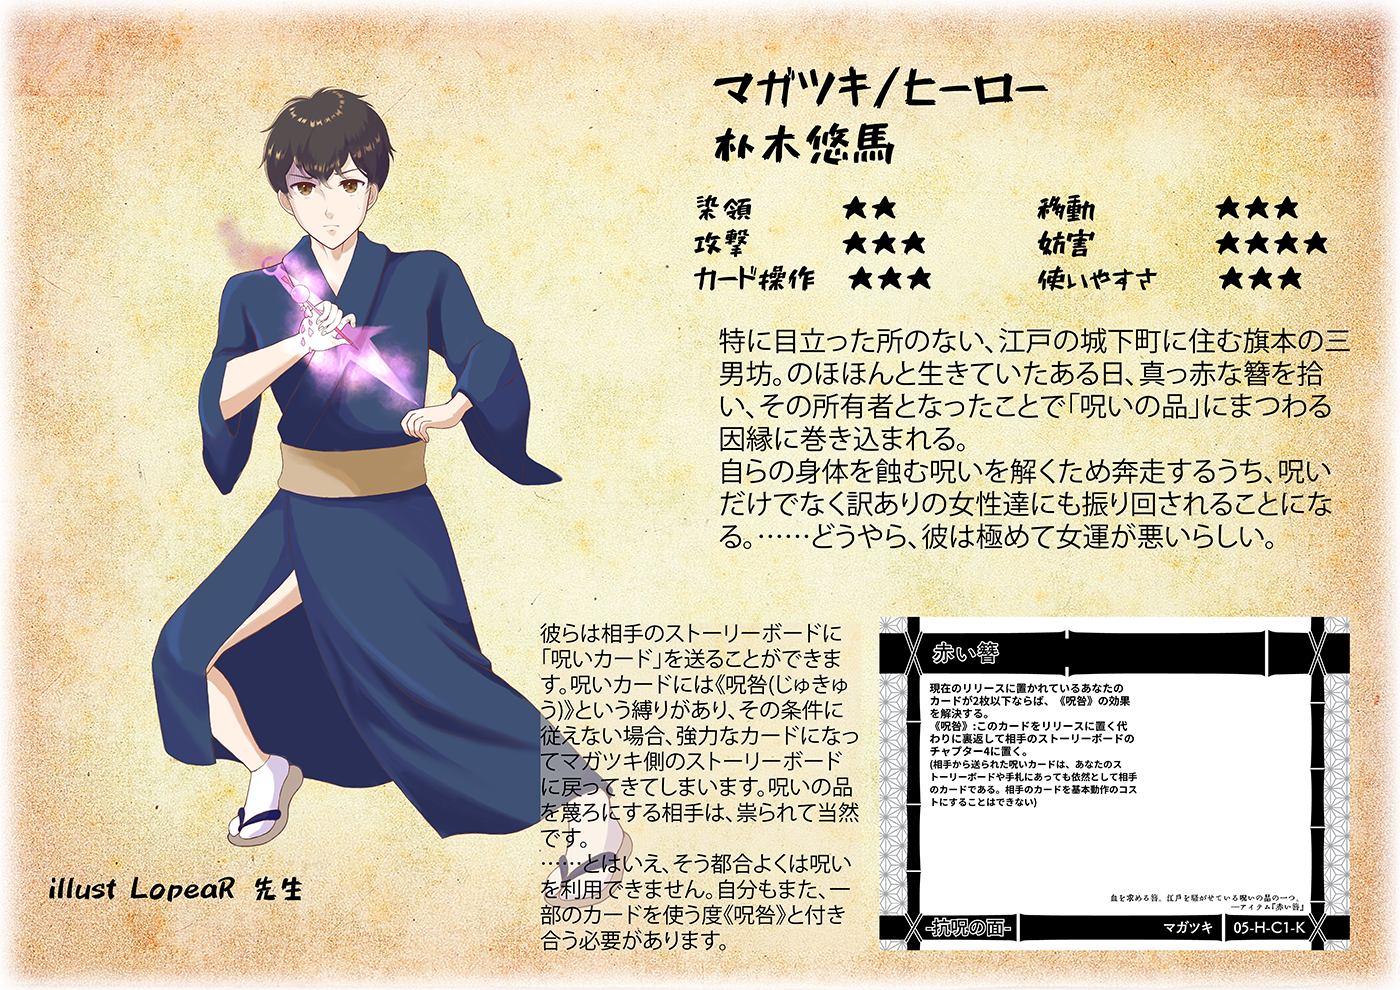 マガツキ/ヒーロー
朴木悠馬
染領 ★★ 移動 ★★★
攻撃 ★★★ 妨害 ★★★★
カード操作 ★★★ 使いやすさ ★★★
特に目立った所のない、江戸の城下町に住む旗本の三
男坊。のほほんと生きていたある日、真っ赤な簪を拾
い、その所有者となったことで「呪いの品」にまつわる
因縁に巻き込まれる。
自らの身体を蝕む呪いを解くため奔走するうち、呪い
だけでなく訳ありの女性達にも振り回されることにな
る。……どうやら、彼は極めて女運が悪いらしい。
彼らは相手のストーリーボードに
「呪いカード」を送ることができま
す。呪いカードには《呪咎(じゅきゅ
う)》という縛りがあり、その条件に
従えない場合、強力なカードになっ
てマガツキ側のストーリーボード
に戻ってきてしまいます。呪いの品
を蔑ろにする相手は、祟られて当然
です。
……とはいえ、そう都合よくは呪い
を利用できません。自分もまた、一
部のカードを使う度《呪咎》と付き
合う必要があります。
赤い簪
現在のリリースに置かれているあなたの
カードが2枚以下ならば、《呪咎》の効果
を解決する。
《呪咎》:このカードをリリースに置く代
わりに裏返して相手のストーリーボードの
チャプター4に置く。
(相手から送られた呪いカードは、あなたのス
トーリーボードや手札にあっても依然として相手
のカードである。相手のカードを基本動作のコス
トにすることはできない)
血を求める簪。江戸を騒がせている呪いの品の一つ。
―アイテム『赤い簪』
-抗呪の面- マガツキ 05-H-C1-K
illust LopeaR 先生